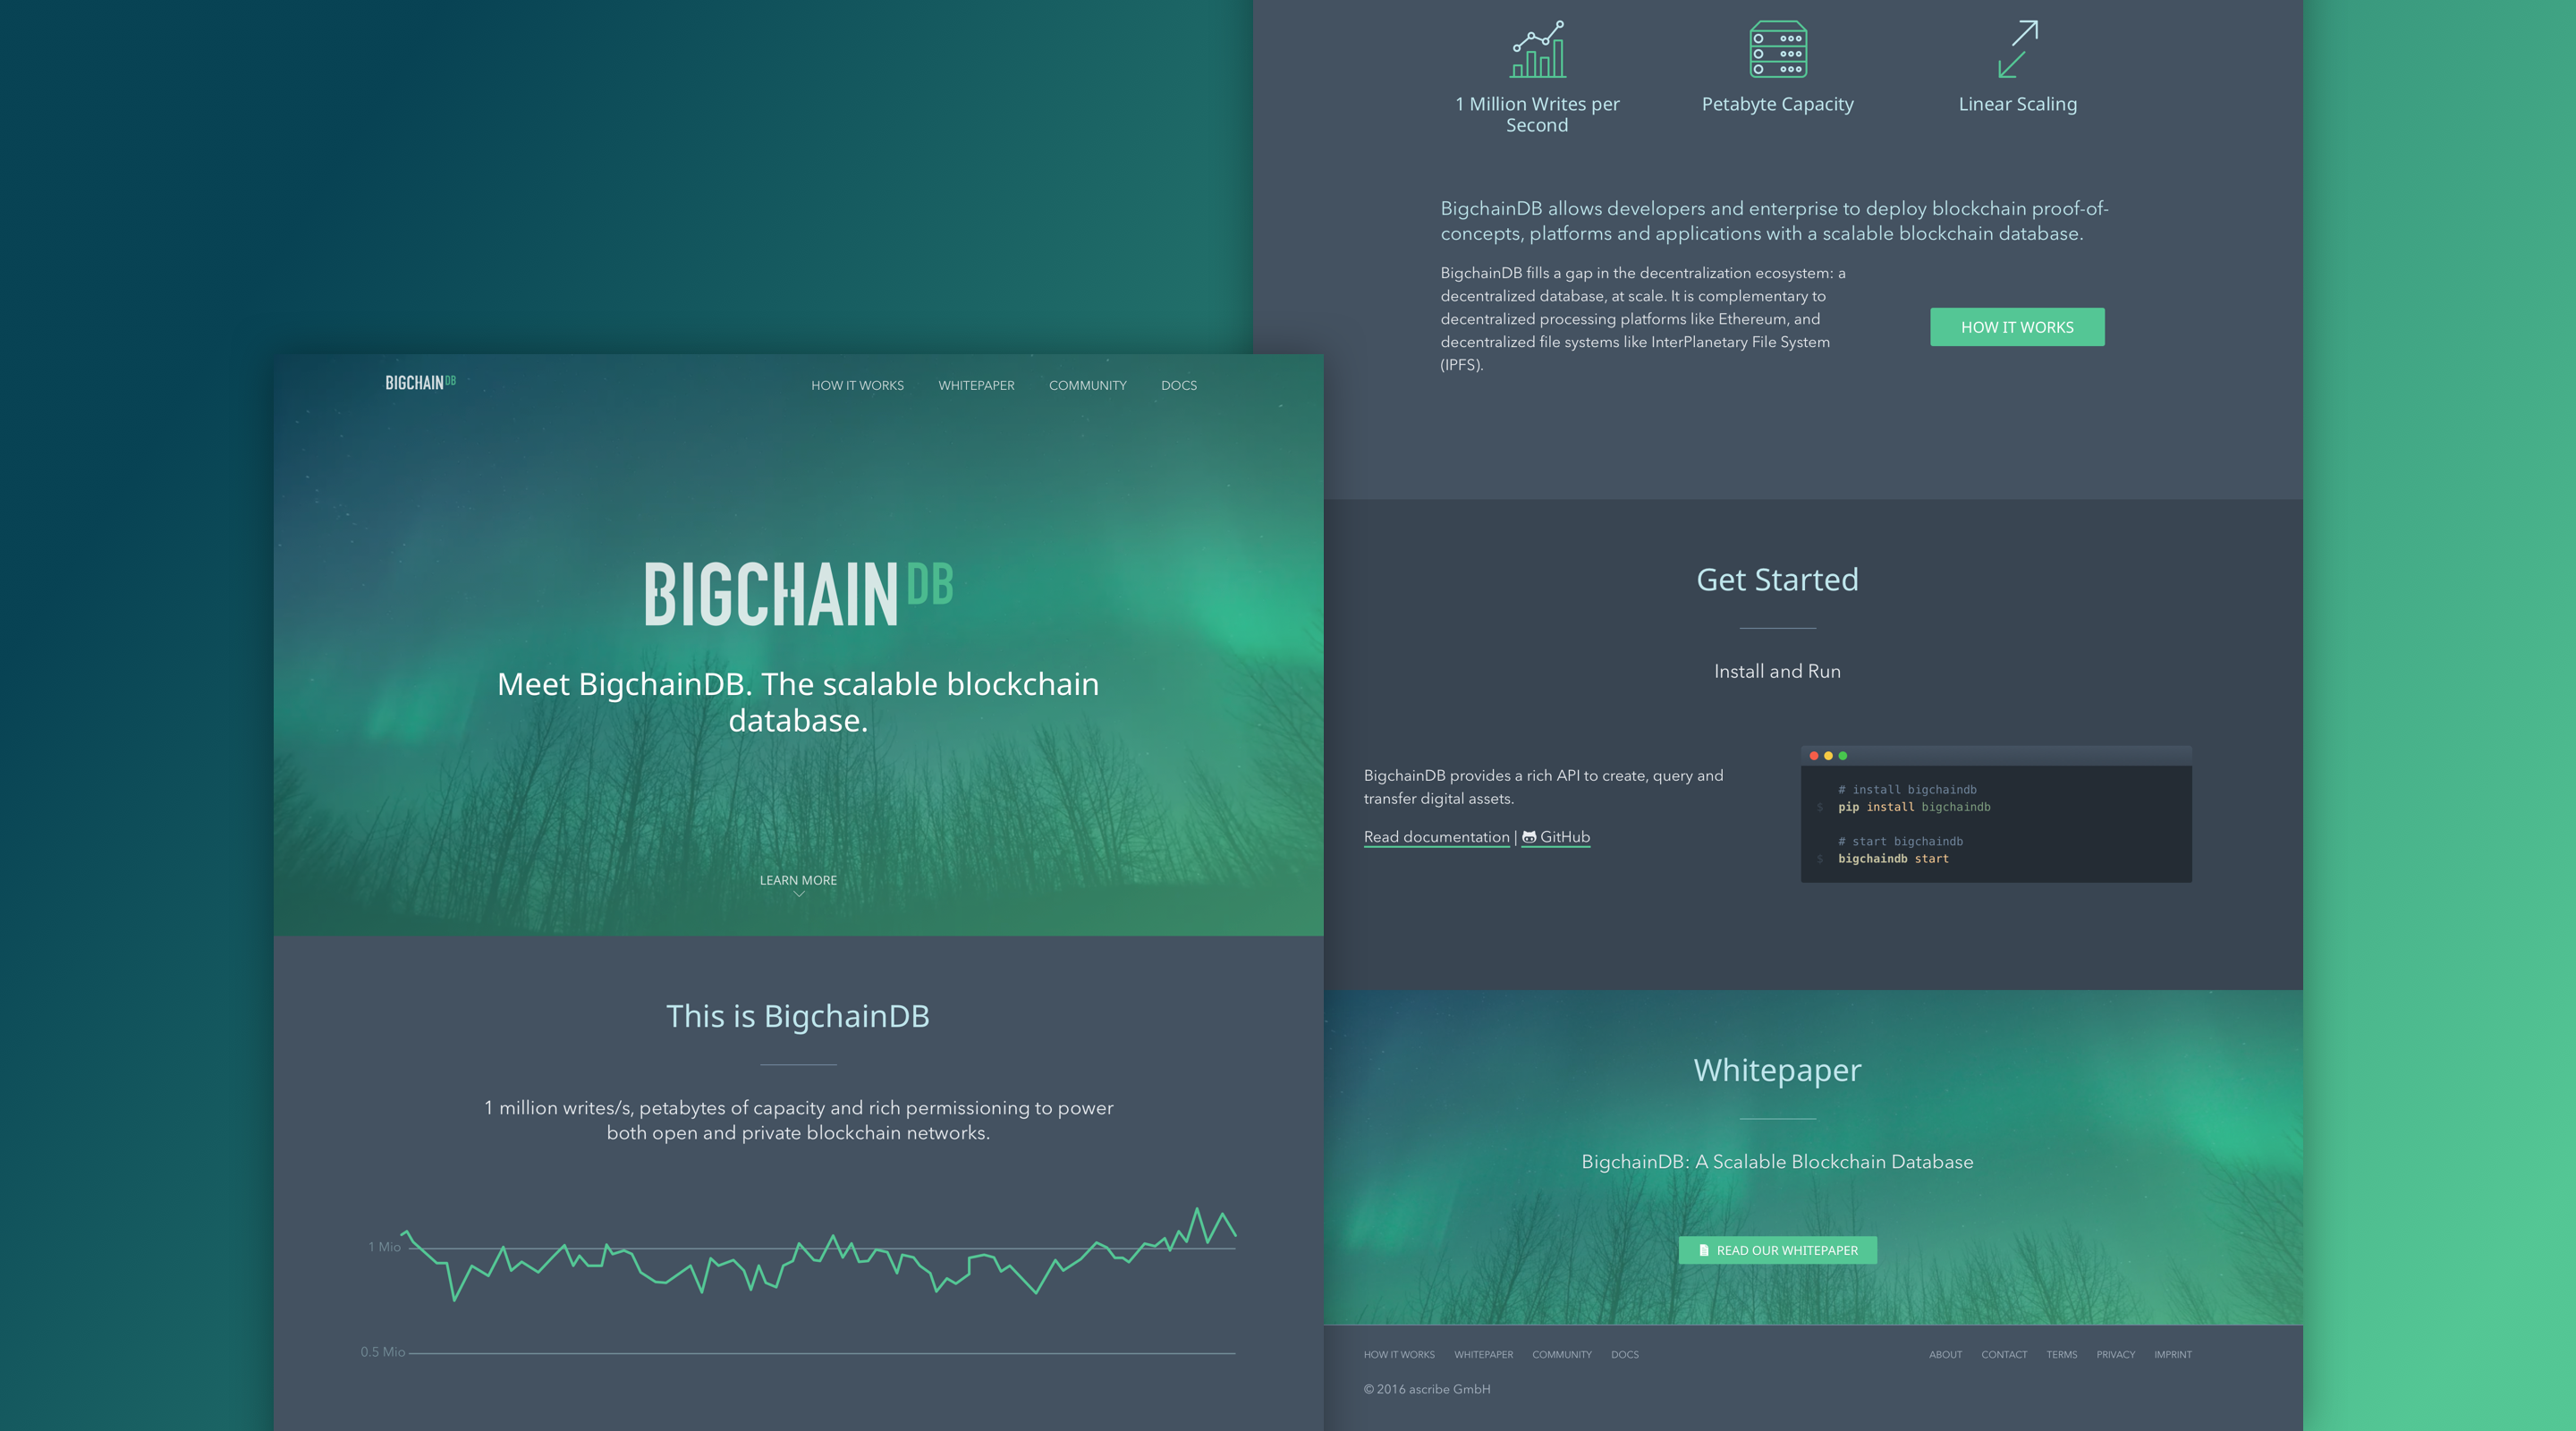 BIGCHAINDB
HOW IT WORKS WHITEPAPER COMMUNITY DOCS
BIGCHAINDB
Meet BigchainDB. The scalable blockchain
database.
LEARN MORE
This is BigchainDB
1 million writes/s, petabytes of capacity and rich permissioning to power
both open and private blockchain networks.
1 Mio
0.5 Mio
1 Million Writes per
Second
Petabyte Capacity
Linear Scaling
BigchainDB allows developers and enterprise to deploy blockchain proof-of-
concepts, platforms and applications with a scalable blockchain database.
BigchainDB fills a gap in the decentralization ecosystem: a
decentralized database, at scale. It is complementary to
decentralized processing platforms like Ethereum, and
decentralized file systems like InterPlanetary File System
(IPFS).
HOW IT WORKS
Get Started
Install and Run
BigchainDB provides a rich API to create, query and
transfer digital assets.
Read documentation | GitHub
# install bigchaindb
$ pip install bigchaindb
# start bigchaindb
$ bigchaindb start
Whitepaper
BigchainDB: A Scalable Blockchain Database
READ OUR WHITEPAPER
HOW IT WORKS WHITEPAPER COMMUNITY DOCS
ABOUT CONTACT TERMS PRIVACY IMPRINT
© 2016 ascribe GmbH